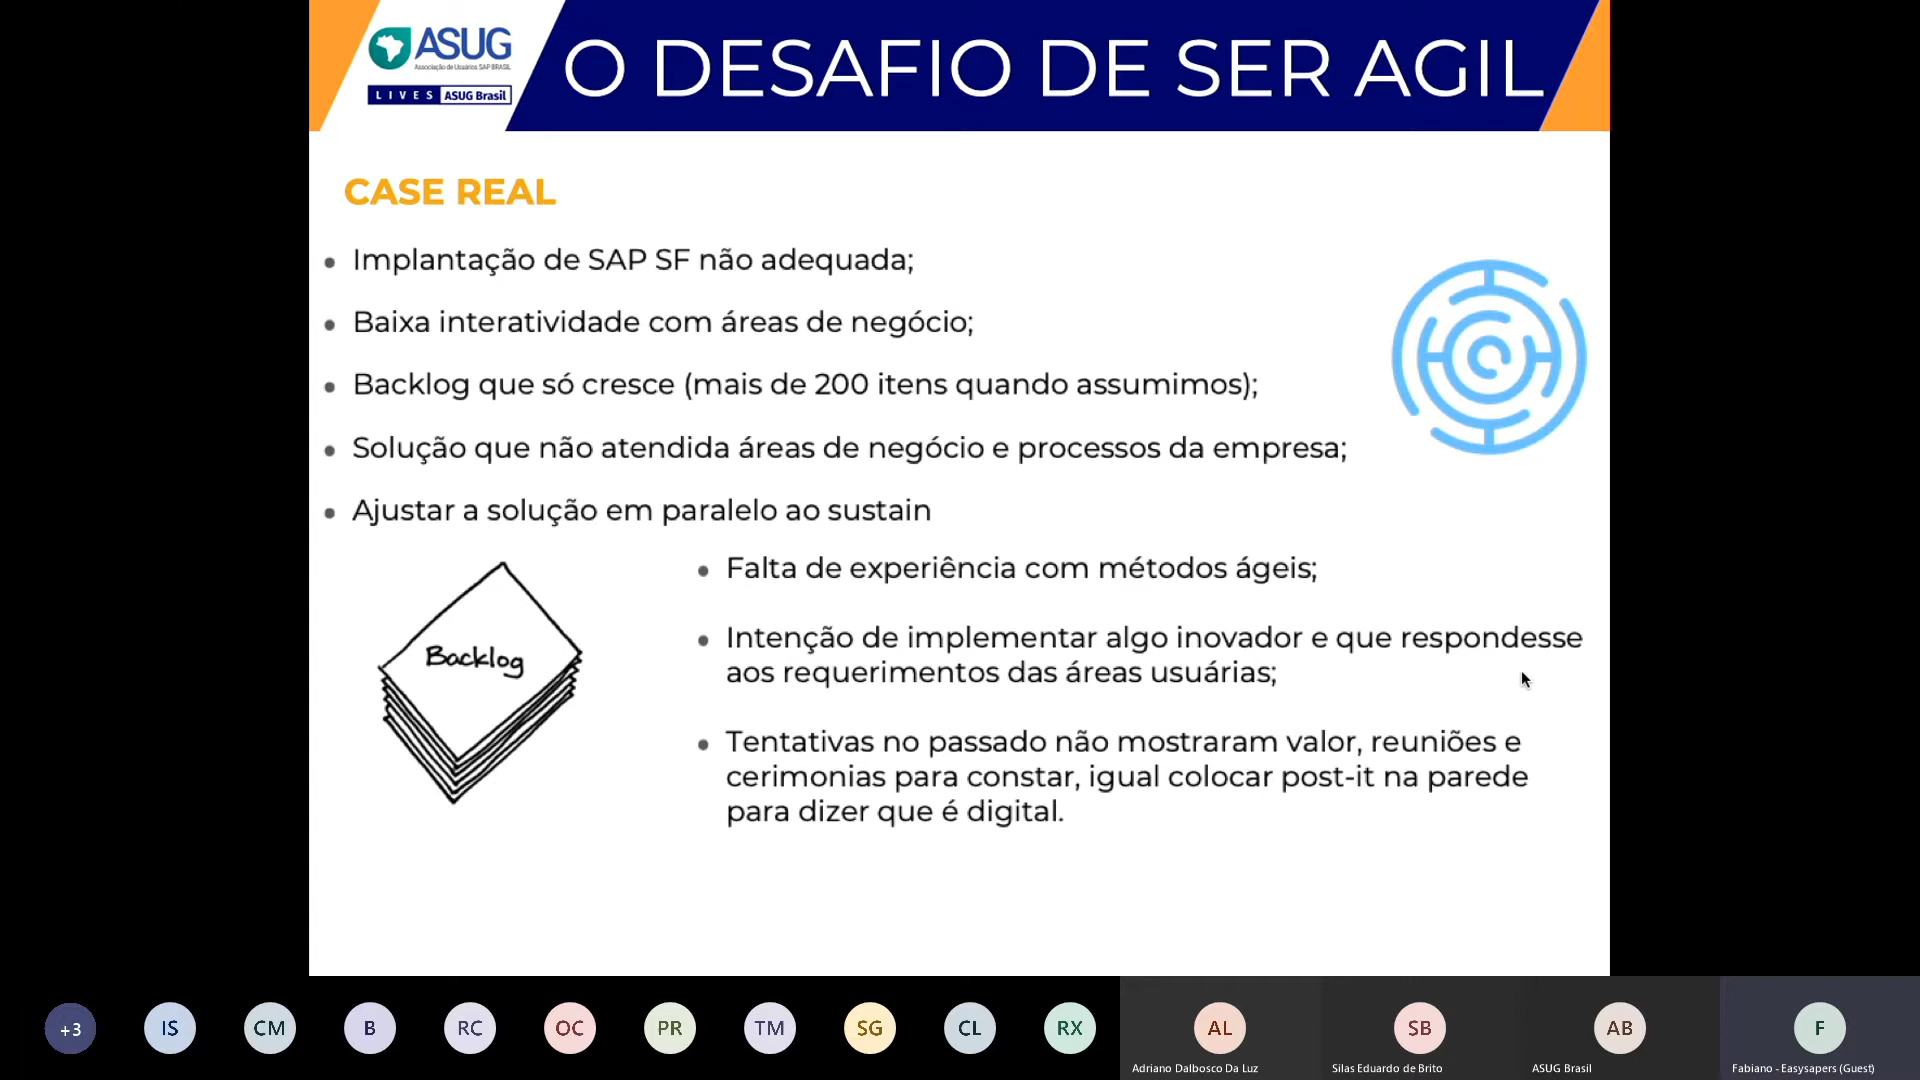 ASUG
Associação de Usuários SAP BRASIL
LIVES ASUG Brasil
O DESAFIO DE SER AGIL
CASE REAL
• Implantação de SAP SF não adequada;
• Baixa interatividade com áreas de negócio;
• Backlog que só cresce (mais de 200 itens quando assumimos);
• Solução que não atendida áreas de negócio e processos da empresa;
• Ajustar a solução em paralelo ao sustain
Backlog
• Falta de experiência com métodos ágeis;
• Intenção de implementar algo inovador e que respondesse
aos requerimentos das áreas usuárias;
• Tentativas no passado não mostraram valor, reuniões e
cerimonias para constar, igual colocar post-it na parede
para dizer que é digital.
+3 IS CM B RC OC PR TM SG CL RX AL SB AB F
Adriano Dalbosco Da Luz Silas Eduardo de Brito ASUG Brasil Fabiano - Easysapers (Guest)